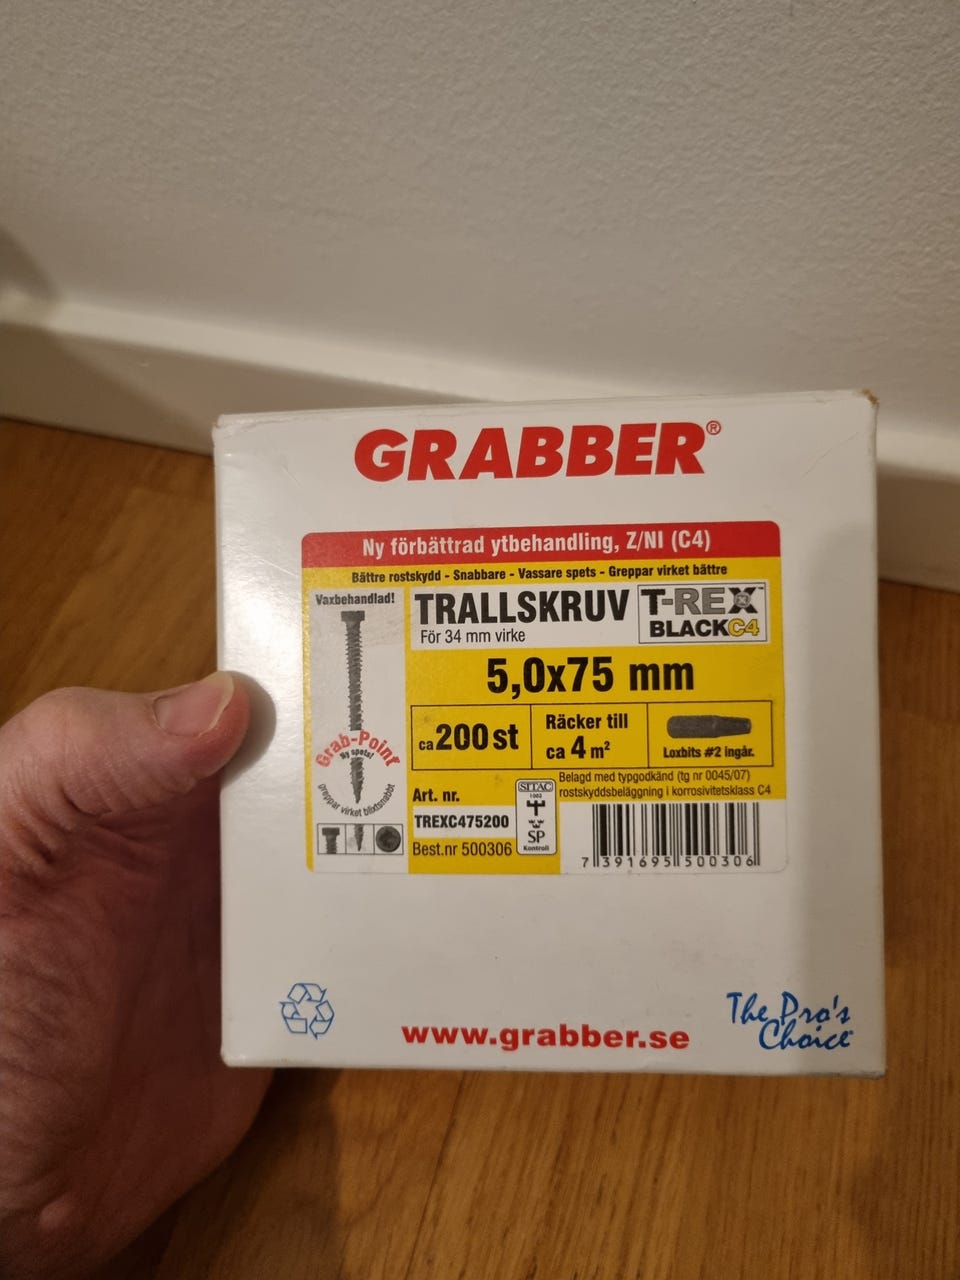 GRABBER®
Ny förbättrad ytbehandling, Z/NI (C4)
Bättre rostskydd - Snabbare - Vassare spets - Greppar virket bättre
Vaxbehandlad!
TRALLSKRUV
För 34 mm virke
T-REX™
BLACKC4
5,0x75 mm
ca 200 st
Räcker till
ca 4 m²
Loxbits #2 ingår.
Grab-Point
Ny spets!
greppar virket blixtsnabbt
Belagd med typgodkänd (tg nr 0045/07)
rostskyddsbeläggning i korrosivitetsklass C4
Art. nr.
TREXC475200
Best.nr 500306
SITAC
1002
SP
Kontroll
7 391695 500306
www.grabber.se
The Pro's
Choice